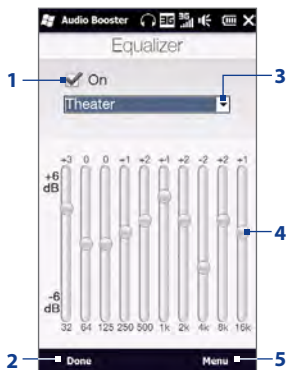 Audio Booster
Equalizer
1
On
3
Theater
+3 0 0 +1 +2 +4 +2 -2 +2 +1
+6
dB
4
-6
dB
32 64 125 250 500 1k 2k 4k 8k 16k
2
Done
Menu
5